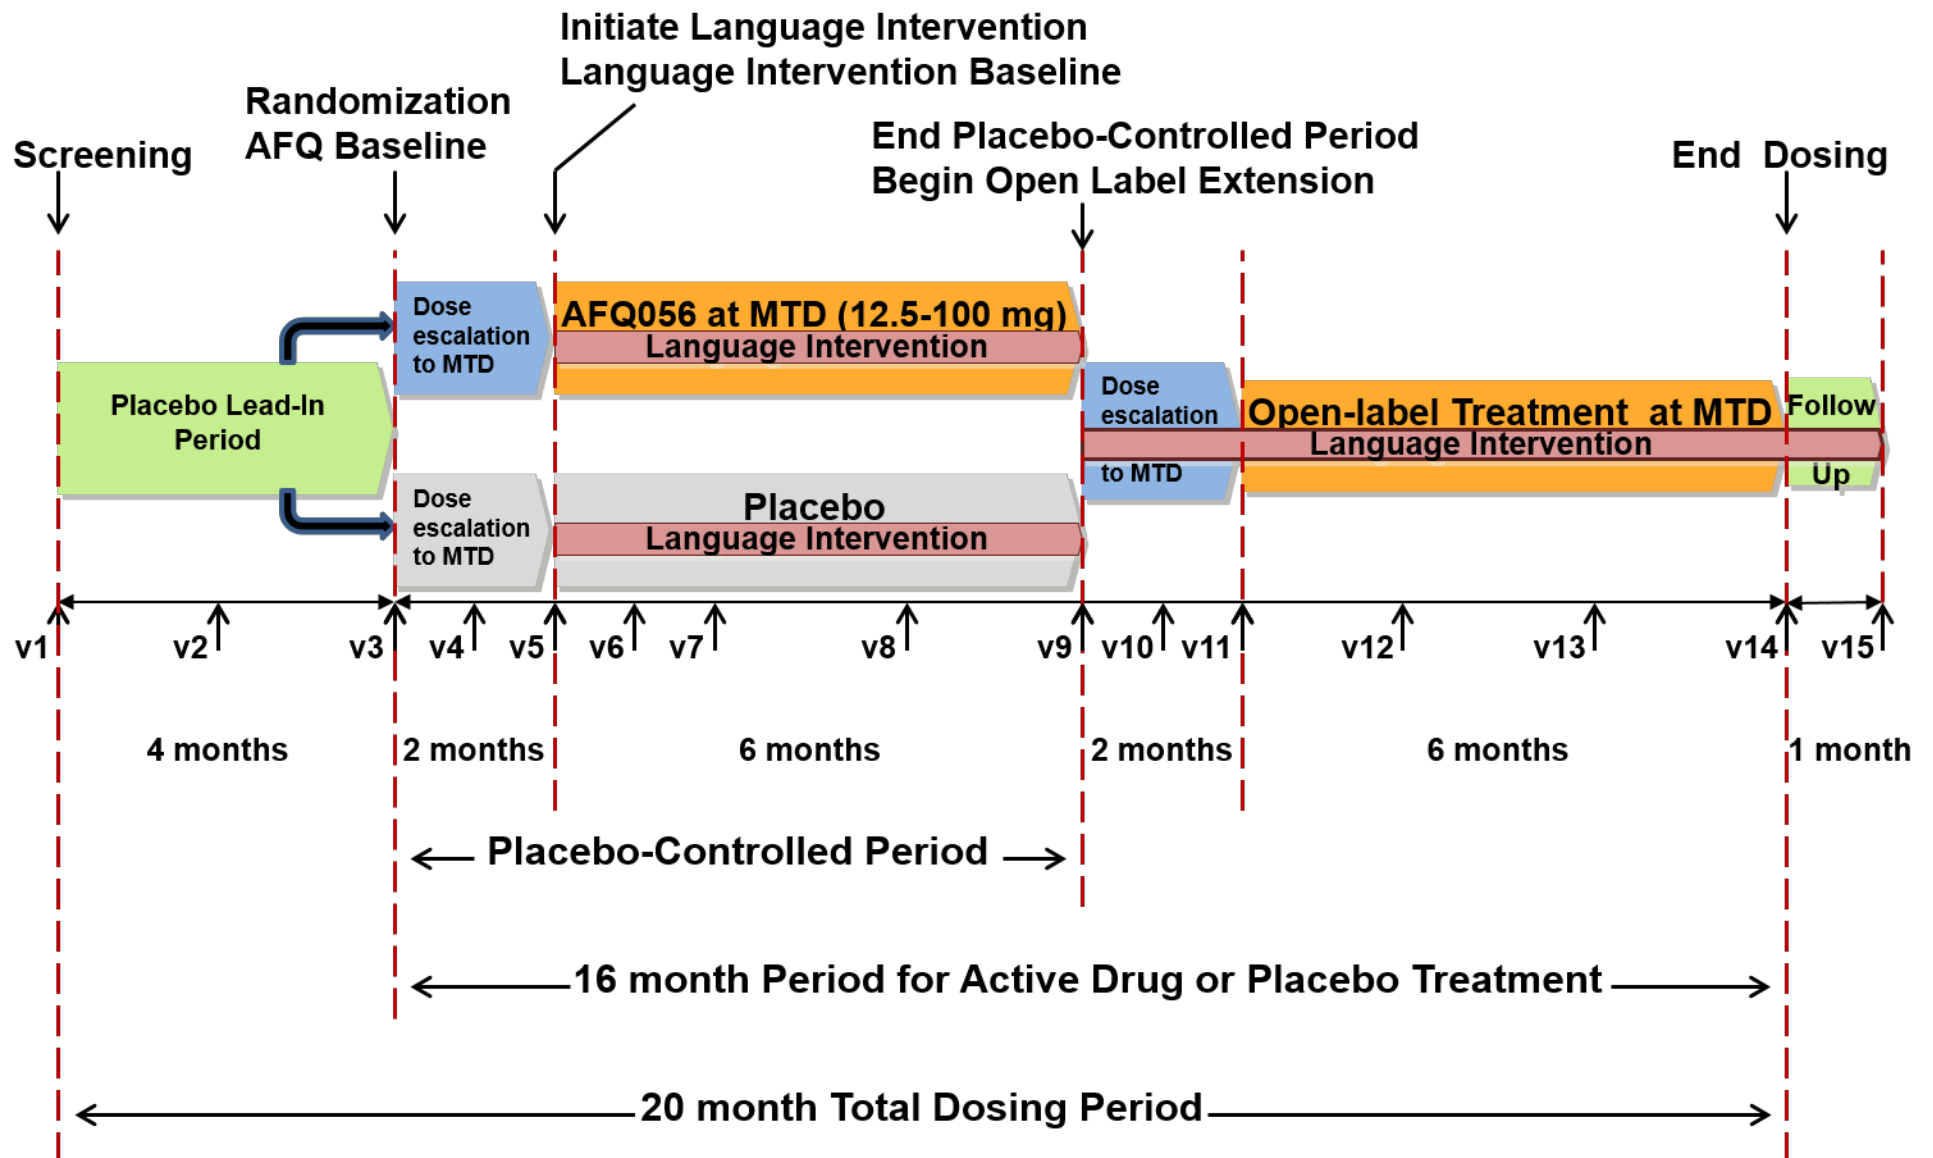 Initiate Language Intervention
Language Intervention Baseline
Randomization
AFQ Baseline
End Placebo-Controlled Period
Begin Open Label Extension
Screening
End Dosing
Dose
escalation
to MTD
AFQ056 at MTD (12.5-100 mg)
Language Intervention
Placebo Lead-In
Period
Dose
escalation
to MTD
Open-label Treatment at MTD
Language Intervention
Follow
Up
Dose
escalation
to MTD
Placebo
Language Intervention
v1 v2 v3 v4 v5 v6 v7 v8 v9 v10 v11 v12 v13 v14 v15
4 months 2 months 6 months 2 months 6 months 1 month
Placebo-Controlled Period
16 month Period for Active Drug or Placebo Treatment
20 month Total Dosing Period